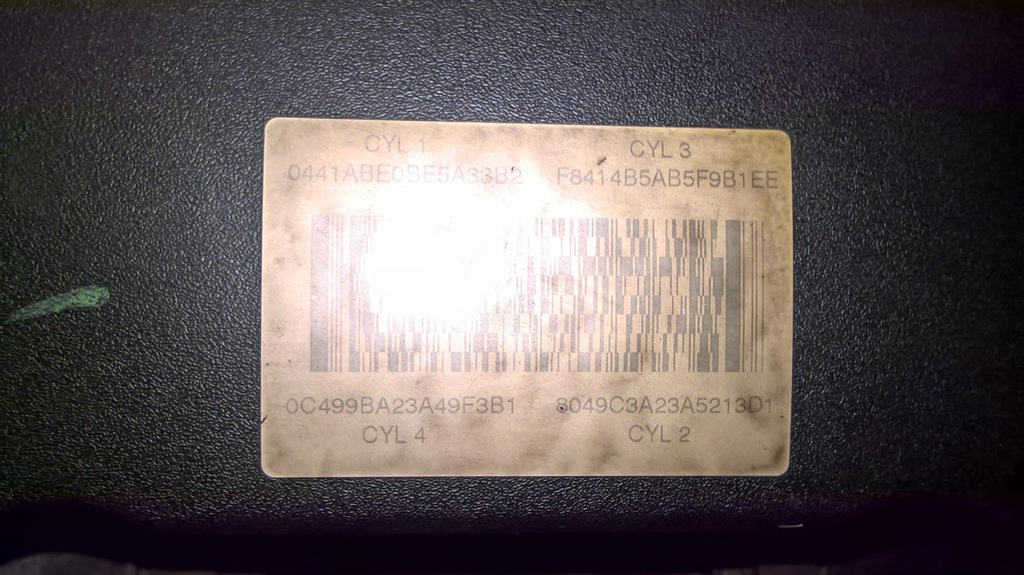 CYL 1
0441ABE0BE5A33B2
CYL 3
F8414B5AB5F9B1EE
0C499BA23A49F3B1
CYL 4
8049C3A23A5213D1
CYL 2